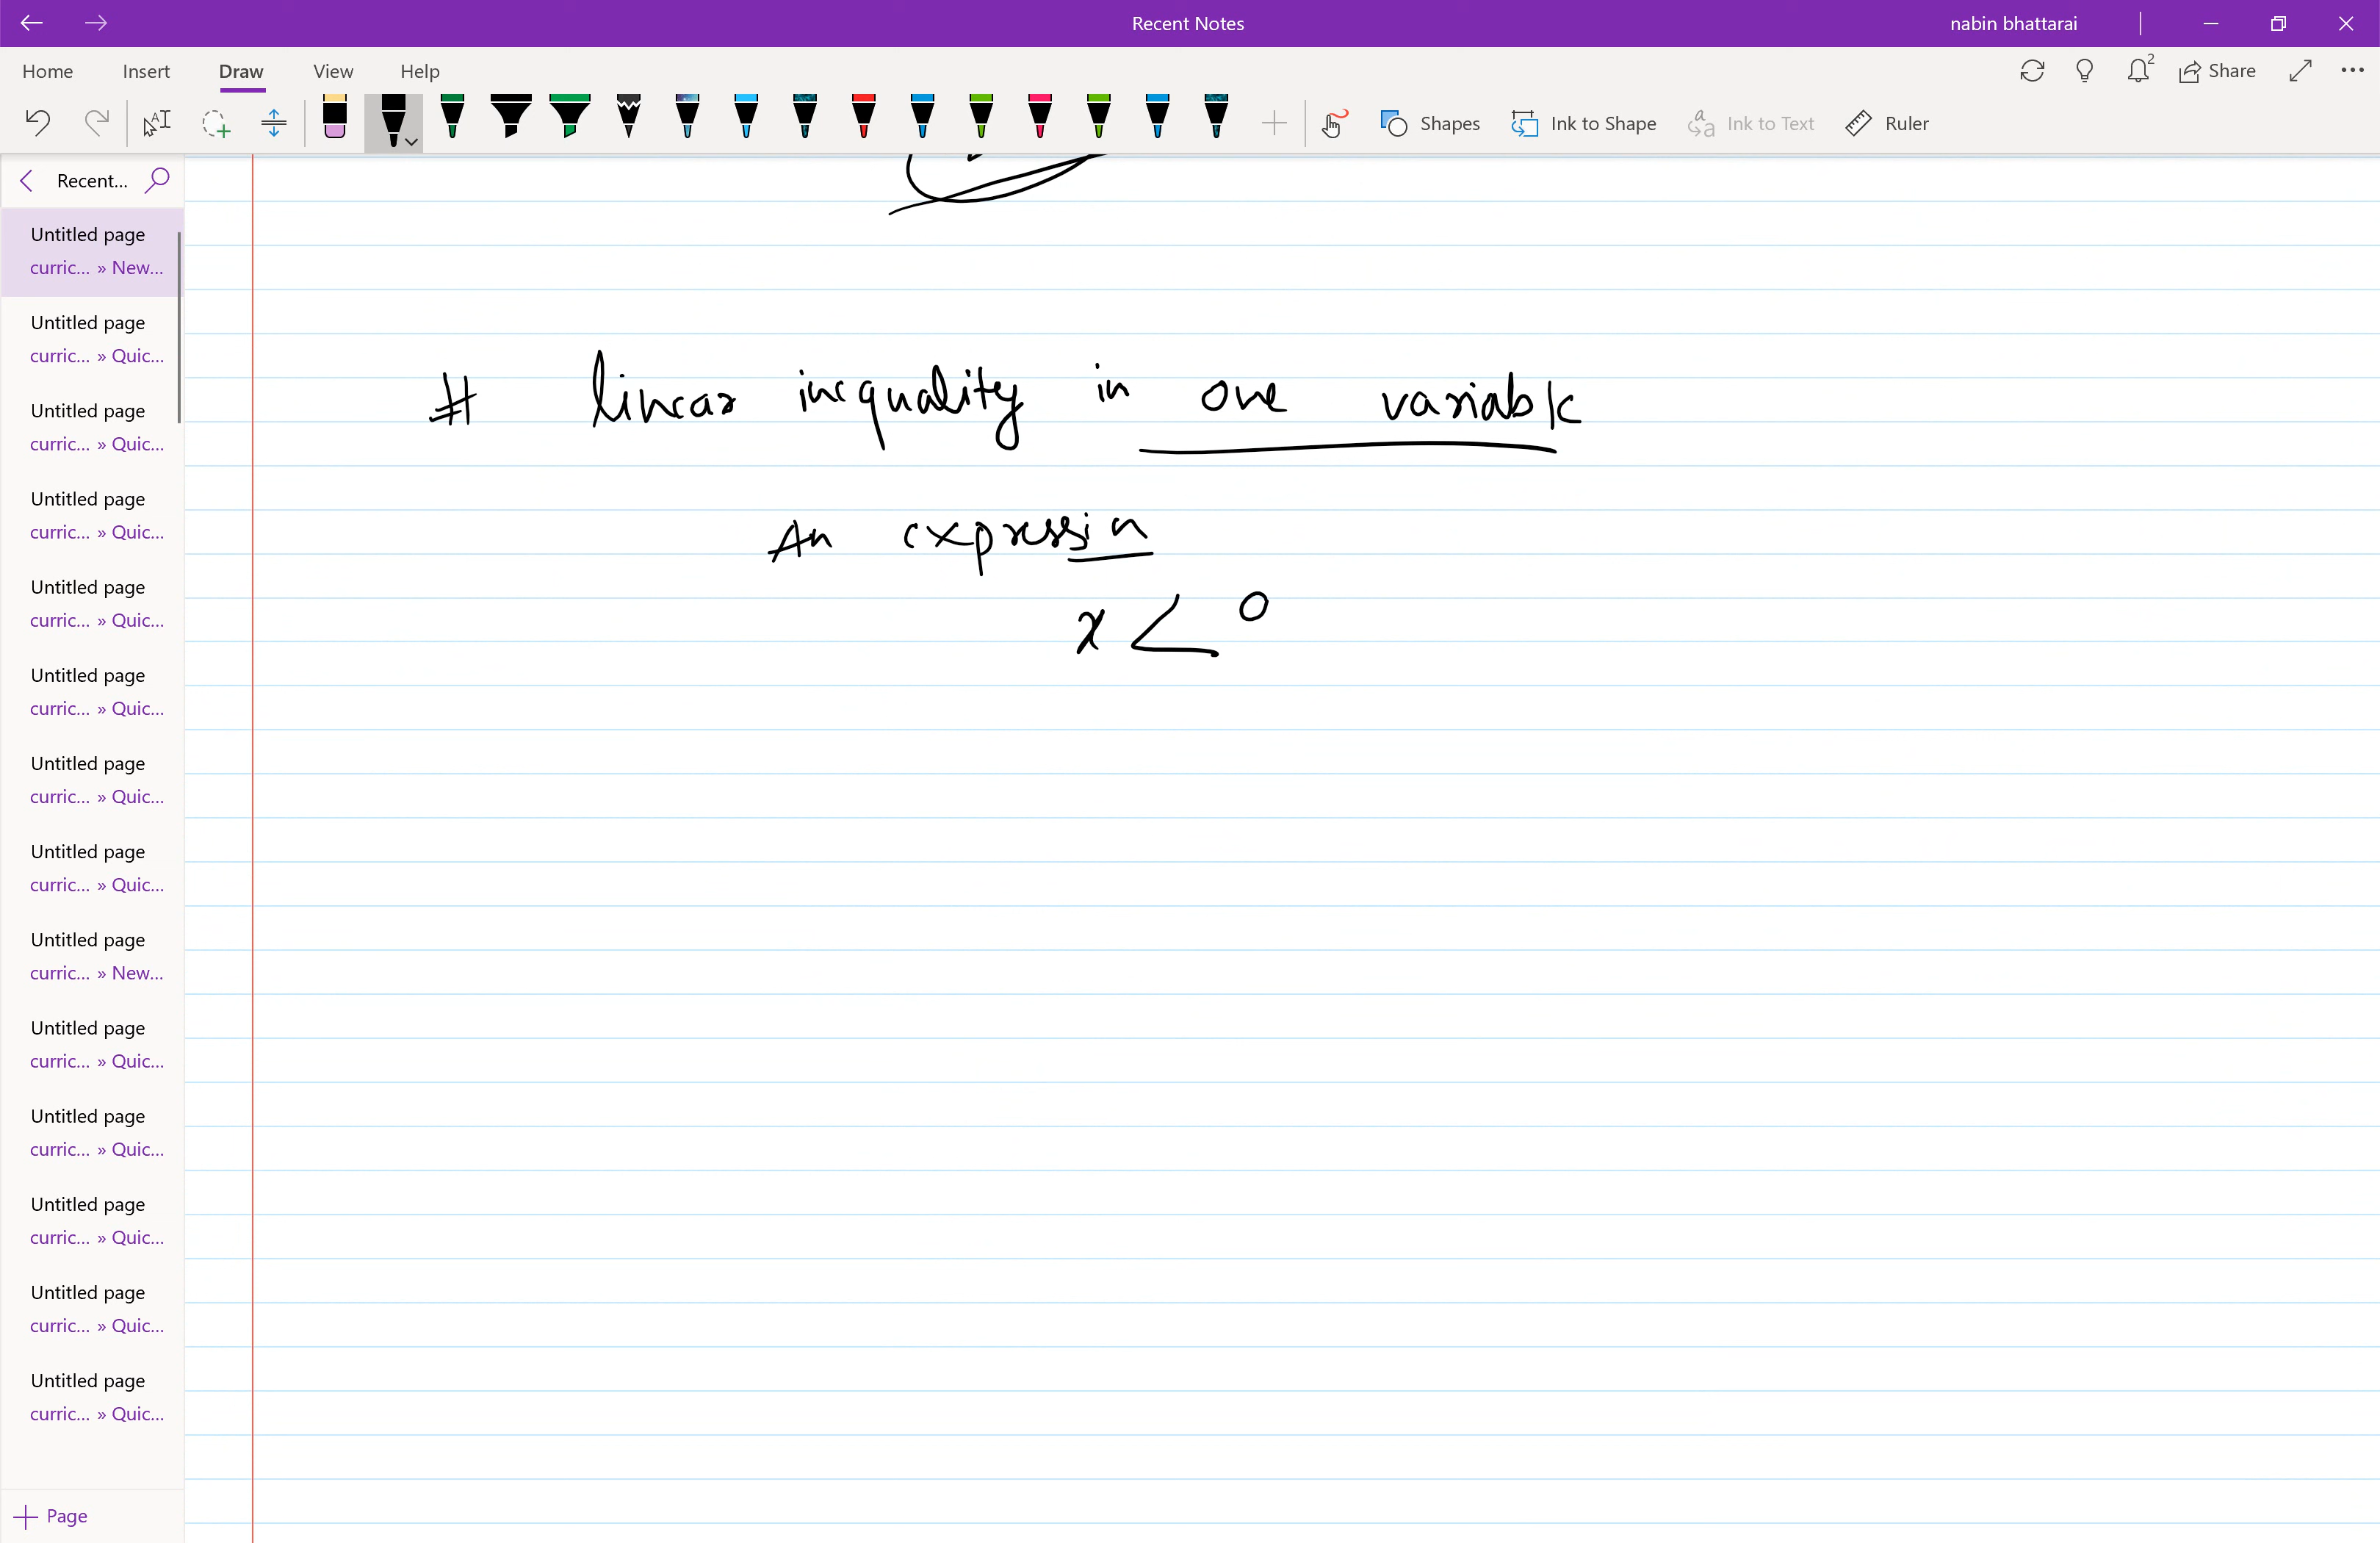 Recent Notes
nabin bhattarai
Home Insert Draw View Help
2 Share
Shapes Ink to Shape Ink to Text Ruler
Recent...
Untitled page
curric... » New...
Untitled page
curric... » Quic...
Untitled page
curric... » Quic...
Untitled page
curric... » Quic...
Untitled page
curric... » Quic...
Untitled page
curric... » Quic...
Untitled page
curric... » Quic...
Untitled page
curric... » Quic...
Untitled page
curric... » New...
Untitled page
curric... » Quic...
Untitled page
curric... » Quic...
Untitled page
curric... » Quic...
Untitled page
curric... » Quic...
Untitled page
curric... » Quic...
Page
# linear inequality in one variable
An expression
x < 0